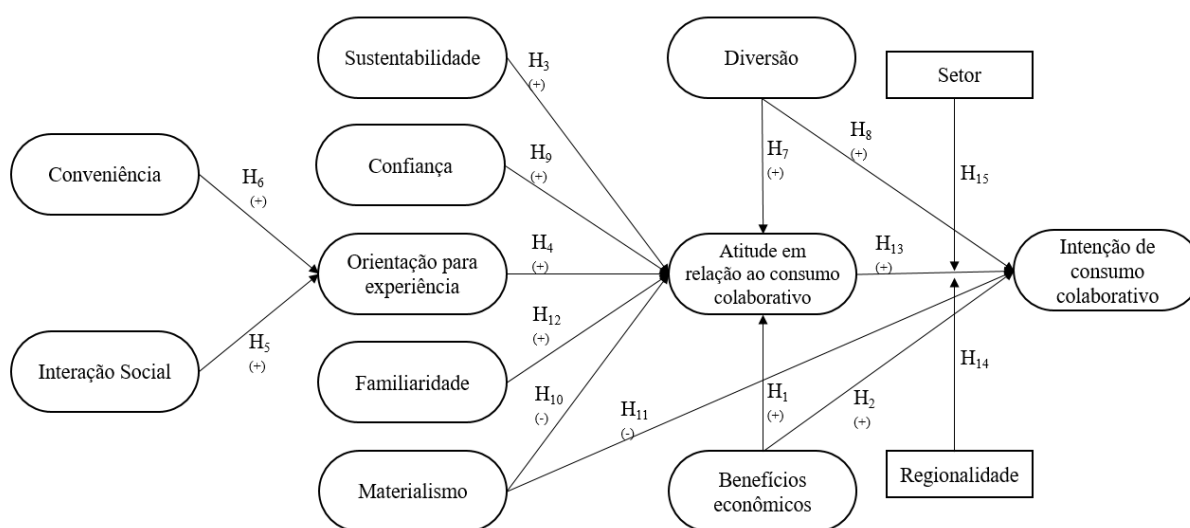 Sustentabilidade
H3
(+)
Diversão
Setor
Conveniência
H6
(+)
Confiança
H9
(+)
H7
(+)
H8
(+)
H15
Orientação para
experiência
H4
(+)
Atitude em
relação ao consumo
colaborativo
H13
(+)
Intenção de
consumo
colaborativo
Interação Social
H5
(+)
Familiaridade
H12
(+)
H10
(-)
H11
(-)
H1
(+)
H2
(+)
H14
Materialismo
Benefícios
econômicos
Regionalidade